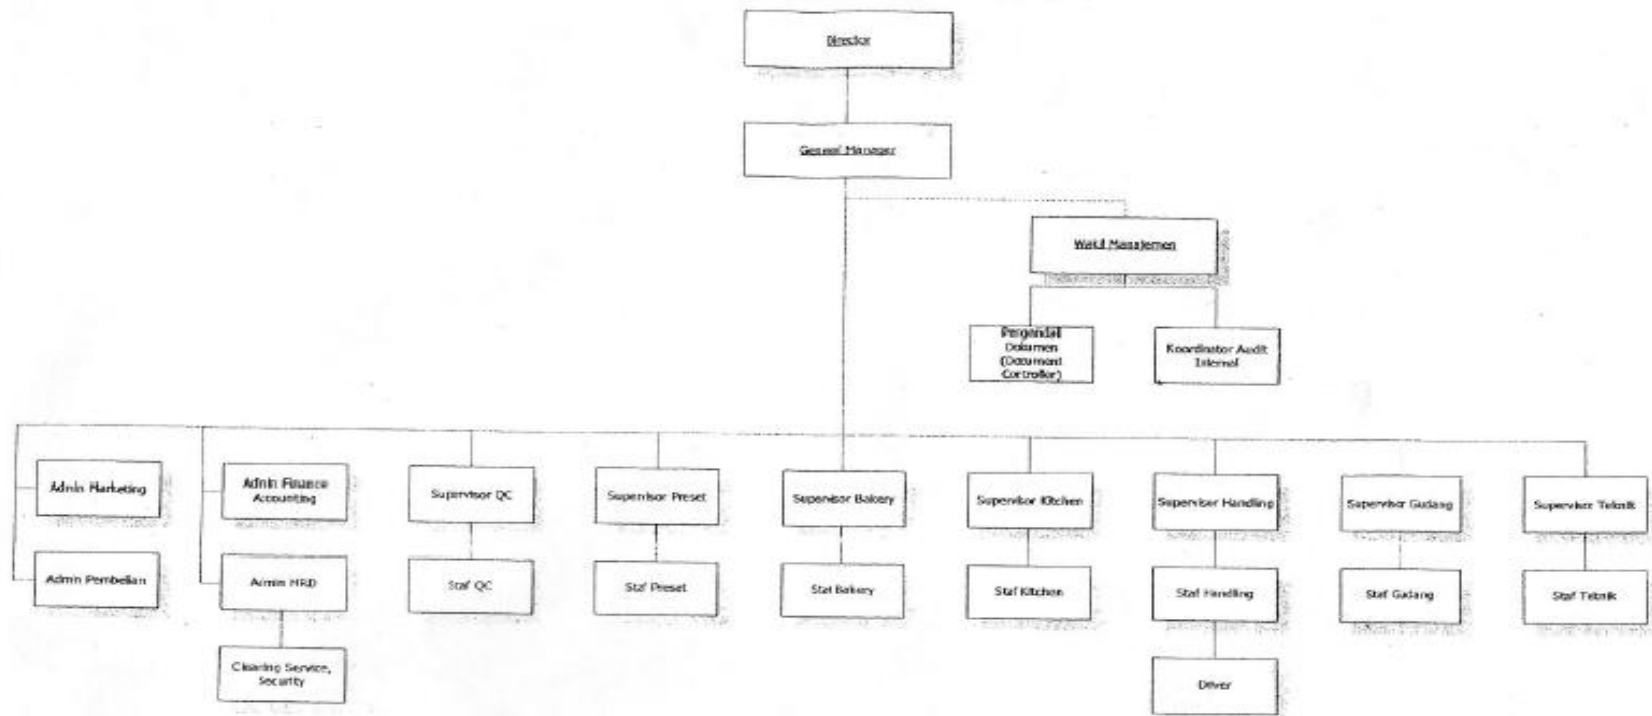 Director
General Manager
Wakil Manajemen
Pengendali
Dokumen
(Document
Controller)
Koordinator Audit
Internal
Admin Marketing
Admin Finance
Accounting
Supervisor QC
Supervisor Preset
Supervisor Bakery
Supervisor Kitchen
Supervisor Handling
Supervisor Gudang
Supervisor Teknik
Admin Pembelian
Admin HRD
Staf QC
Staf Preset
Staf Bakery
Staf Kitchen
Staf Handling
Staf Gudang
Staf Teknik
Cleaning Service,
Security
Driver